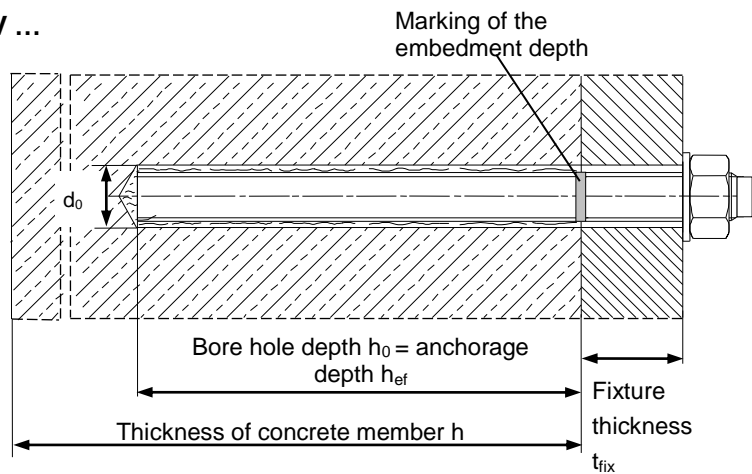 Marking of the
embedment depth
d₀
Bore hole depth h₀ = anchorage
depth hₑf
Fixture
thickness
tfix
Thickness of concrete member h